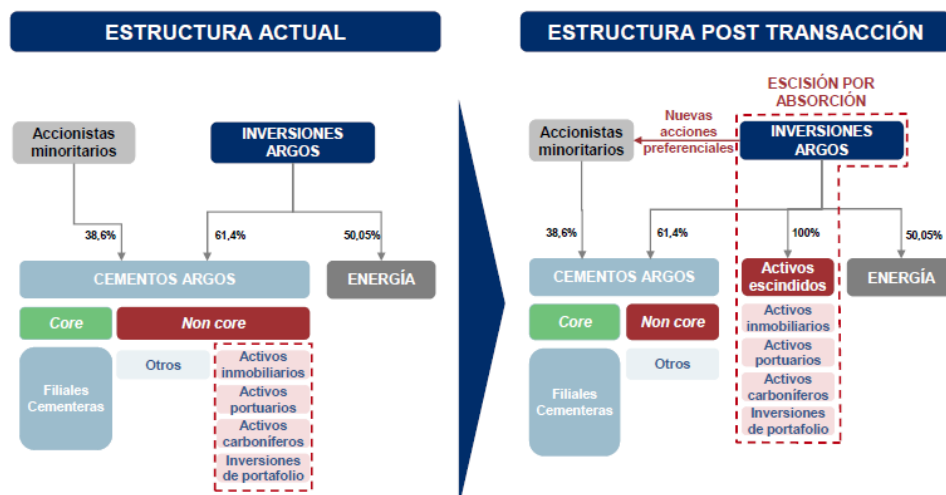 ESTRUCTURA ACTUAL
Accionistas
minoritarios
INVERSIONES
ARGOS
38,6%
61,4%
50,05%
CEMENTOS ARGOS
ENERGÍA
Core
Non core
Filiales
Cementeras
Otros
Activos
inmobiliarios
Activos
portuarios
Activos
carboníferos
Inversiones
de portafolio
ESTRUCTURA POST TRANSACCIÓN
ESCISIÓN POR
ABSORCIÓN
Accionistas
minoritarios
Nuevas
acciones
preferenciales
INVERSIONES
ARGOS
38,6%
61,4%
100%
50,05%
CEMENTOS ARGOS
Activos
escindidos
ENERGÍA
Core
Non core
Filiales
Cementeras
Otros
Activos
inmobiliarios
Activos
portuarios
Activos
carboníferos
Inversiones
de portafolio